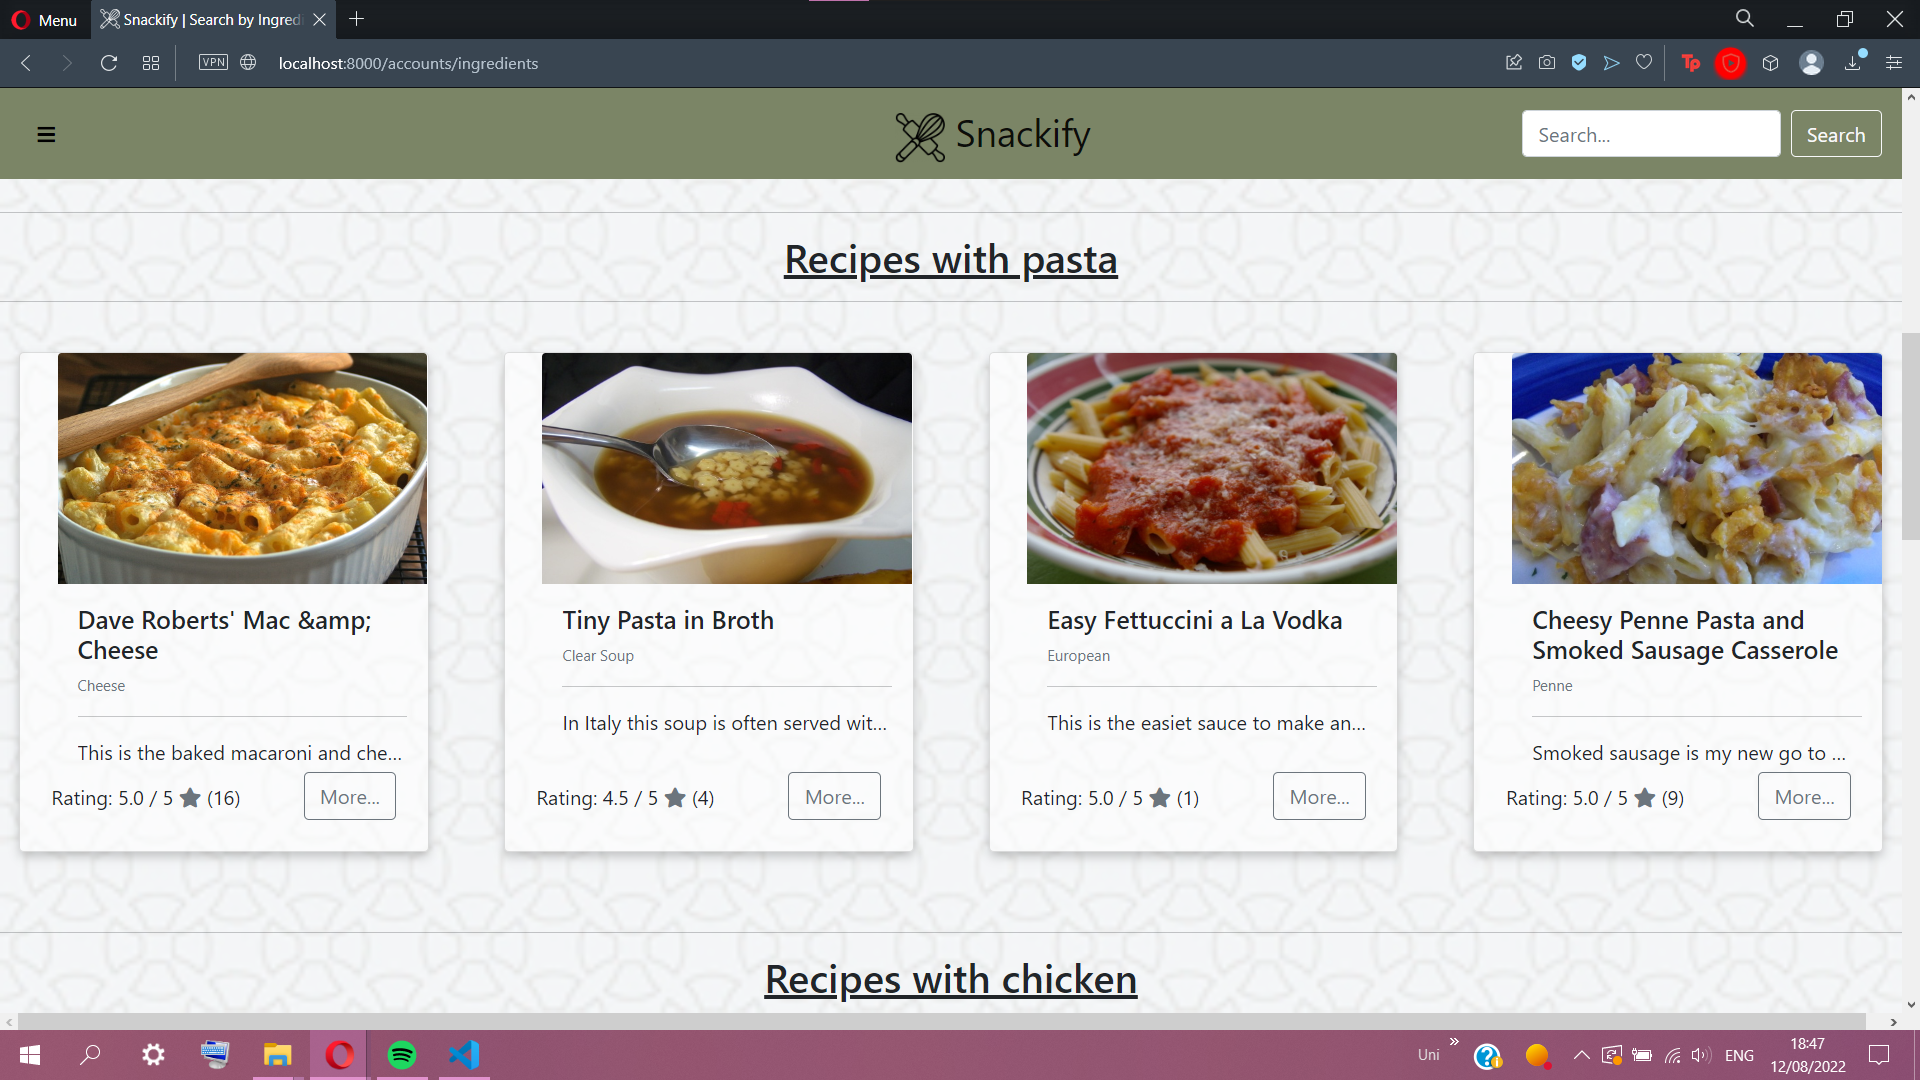 Menu
Snackify | Search by Ingredi
VPN
localhost:8000/accounts/ingredients
Tp
Snackify
Search...
Search
Recipes with pasta
Dave Roberts' Mac &amp;
Cheese
Cheese
This is the baked macaroni and che...
Rating: 5.0 / 5 (16)
More...
Tiny Pasta in Broth
Clear Soup
In Italy this soup is often served wit...
Rating: 4.5 / 5 (4)
More...
Easy Fettuccini a La Vodka
European
This is the easiet sauce to make an...
Rating: 5.0 / 5 (1)
More...
Cheesy Penne Pasta and
Smoked Sausage Casserole
Penne
Smoked sausage is my new go to ...
Rating: 5.0 / 5 (9)
More...
Recipes with chicken
Uni
ENG
18:47
12/08/2022